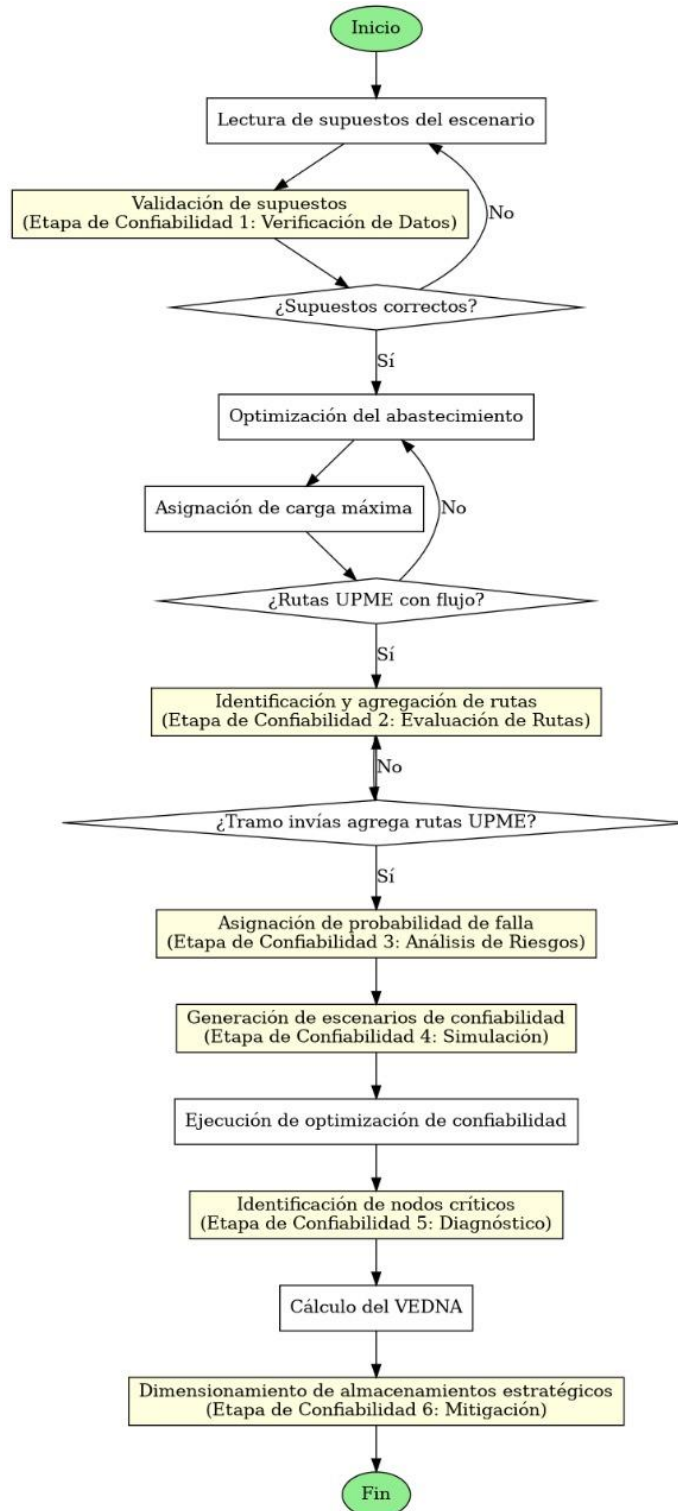 Inicio
Lectura de supuestos del escenario
Validación de supuestos
(Etapa de Confiabilidad 1: Verificación de Datos)
No
¿Supuestos correctos?
Sí
Optimización del abastecimiento
Asignación de carga máxima
No
¿Rutas UPME con flujo?
Sí
Identificación y agregación de rutas
(Etapa de Confiabilidad 2: Evaluación de Rutas)
No
¿Tramo invías agrega rutas UPME?
Sí
Asignación de probabilidad de falla
(Etapa de Confiabilidad 3: Análisis de Riesgos)
Generación de escenarios de confiabilidad
(Etapa de Confiabilidad 4: Simulación)
Ejecución de optimización de confiabilidad
Identificación de nodos críticos
(Etapa de Confiabilidad 5: Diagnóstico)
Cálculo del VEDNA
Dimensionamiento de almacenamientos estratégicos
(Etapa de Confiabilidad 6: Mitigación)
Fin